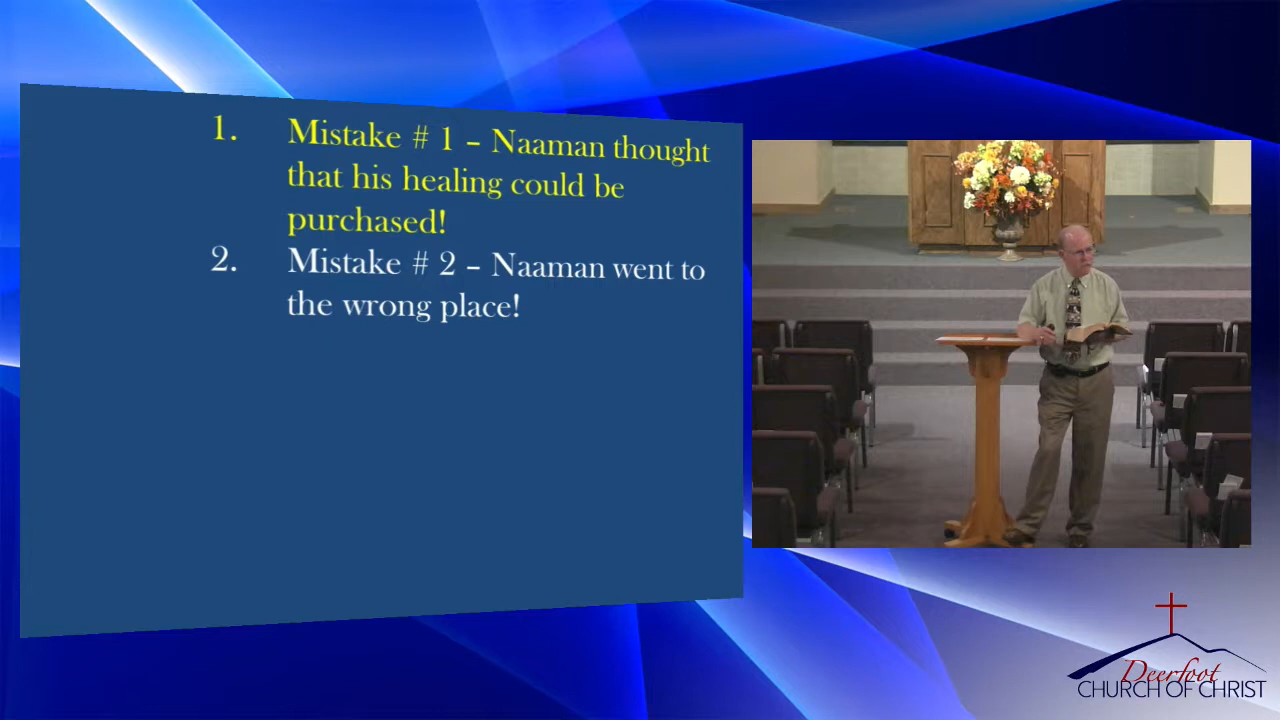 1. Mistake # 1 – Naaman thought
that his healing could be
purchased!
2. Mistake # 2 – Naaman went to
the wrong place!
Deerfoot
CHURCH OF CHRIST